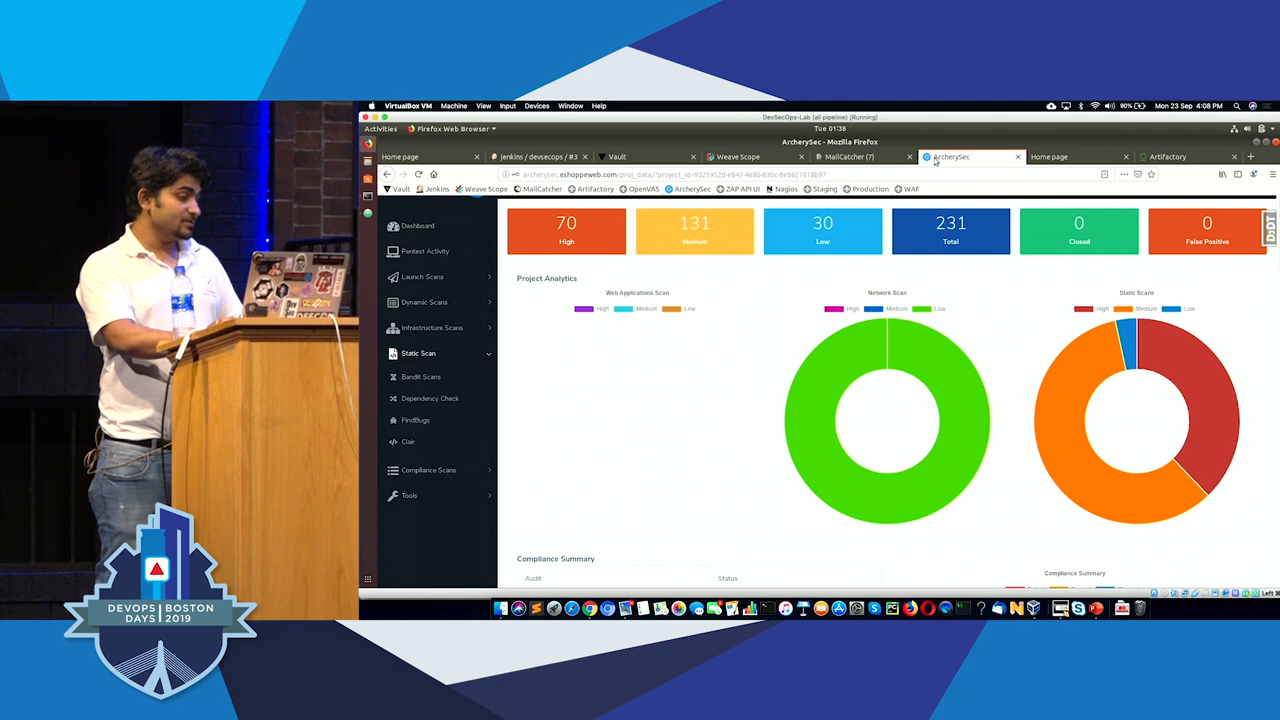 VirtualBox VM Machine View Input Devices Window Help 90% Mon 23 Sep 4:08 PM
DevSecOps-Lab (all pipeline) [Running]
Activities Firefox Web Browser Tue 01:38
ArcherySec - Mozilla Firefox
Home page jenkins / devsecops / #3 Vault Weave Scope MailCatcher (7) ArcherySec Home page Artifactory
Vault Jenkins Weave Scope MailCatcher Artifactory OpenVAS ArcherySec ZAP API UI Nagios Staging Production WAF
Dashboard
Pentest Activity
Launch Scans
Dynamic Scans
Infrastructure Scans
Static Scan
Bandit Scans
Dependency Check
FindBugs
Clair
Compliance Scans
Tools
70 131 30 231 0 0
High Medium Low Total Closed False Positive
DjDT
Project Analytics
Web Applications Scan Network Scan Static Scans
High Medium Low High Medium Low High Medium Low
Compliance Summary
Audit Status
Compliance Summary
Left
DEVOPS BOSTON
DAYS 2019